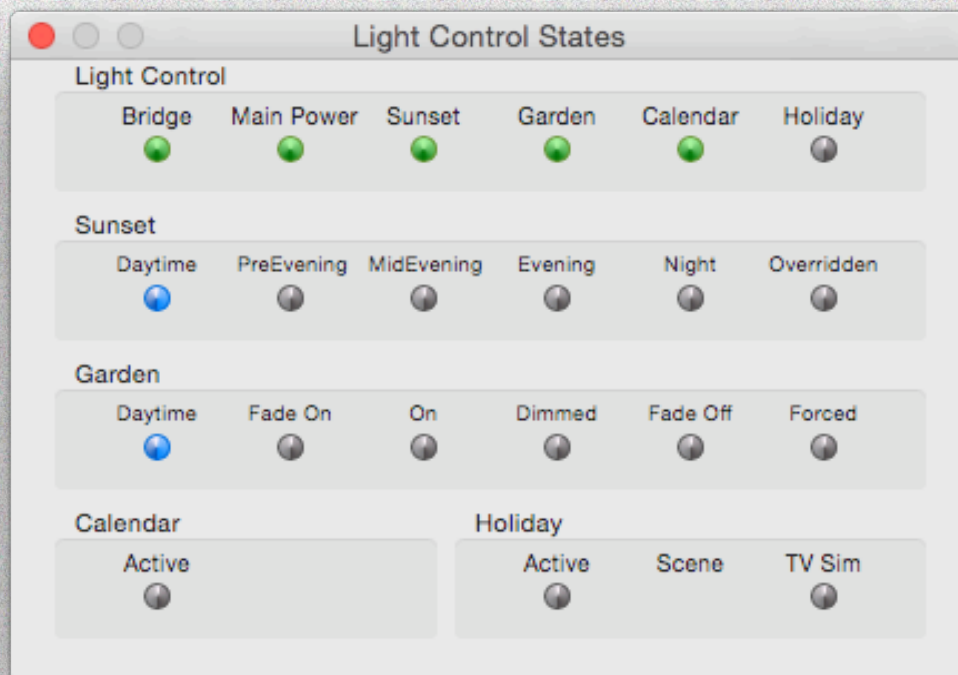 Light Control States
Light Control
Bridge Main Power Sunset Garden Calendar Holiday
Sunset
Daytime PreEvening MidEvening Evening Night Overridden
Garden
Daytime Fade On On Dimmed Fade Off Forced
Calendar Holiday
Active Active Scene TV Sim